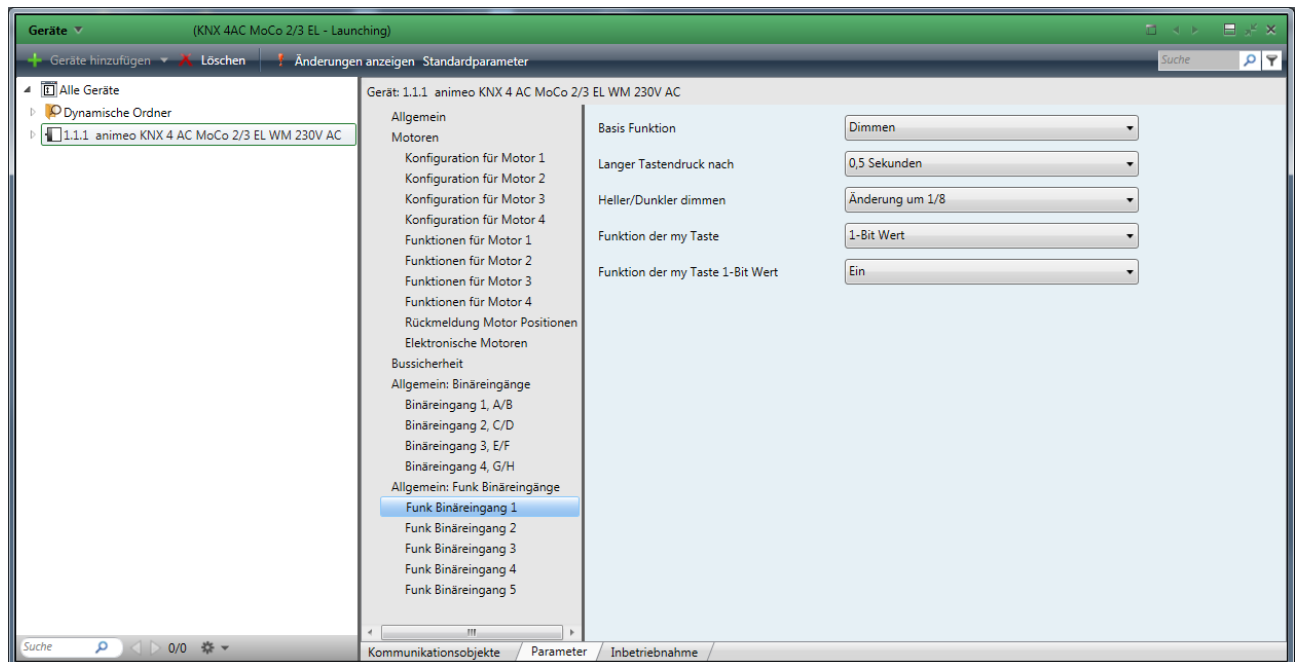 Geräte (KNX 4AC MoCo 2/3 EL - Launching)
Geräte hinzufügen Löschen Änderungen anzeigen Standardparameter Suche
Alle Geräte
Dynamische Ordner
1.1.1 animeo KNX 4 AC MoCo 2/3 EL WM 230V AC
Suche 0/0
Gerät: 1.1.1 animeo KNX 4 AC MoCo 2/3 EL WM 230V AC
Allgemein
Motoren
Konfiguration für Motor 1
Konfiguration für Motor 2
Konfiguration für Motor 3
Konfiguration für Motor 4
Funktionen für Motor 1
Funktionen für Motor 2
Funktionen für Motor 3
Funktionen für Motor 4
Rückmeldung Motor Positionen
Elektronische Motoren
Bussicherheit
Allgemein: Binäreingänge
Binäreingang 1, A/B
Binäreingang 2, C/D
Binäreingang 3, E/F
Binäreingang 4, G/H
Allgemein: Funk Binäreingänge
Funk Binäreingang 1
Funk Binäreingang 2
Funk Binäreingang 3
Funk Binäreingang 4
Funk Binäreingang 5
Basis Funktion Dimmen
Langer Tastendruck nach 0,5 Sekunden
Heller/Dunkler dimmen Änderung um 1/8
Funktion der my Taste 1-Bit Wert
Funktion der my Taste 1-Bit Wert Ein
Kommunikationsobjekte Parameter Inbetriebnahme